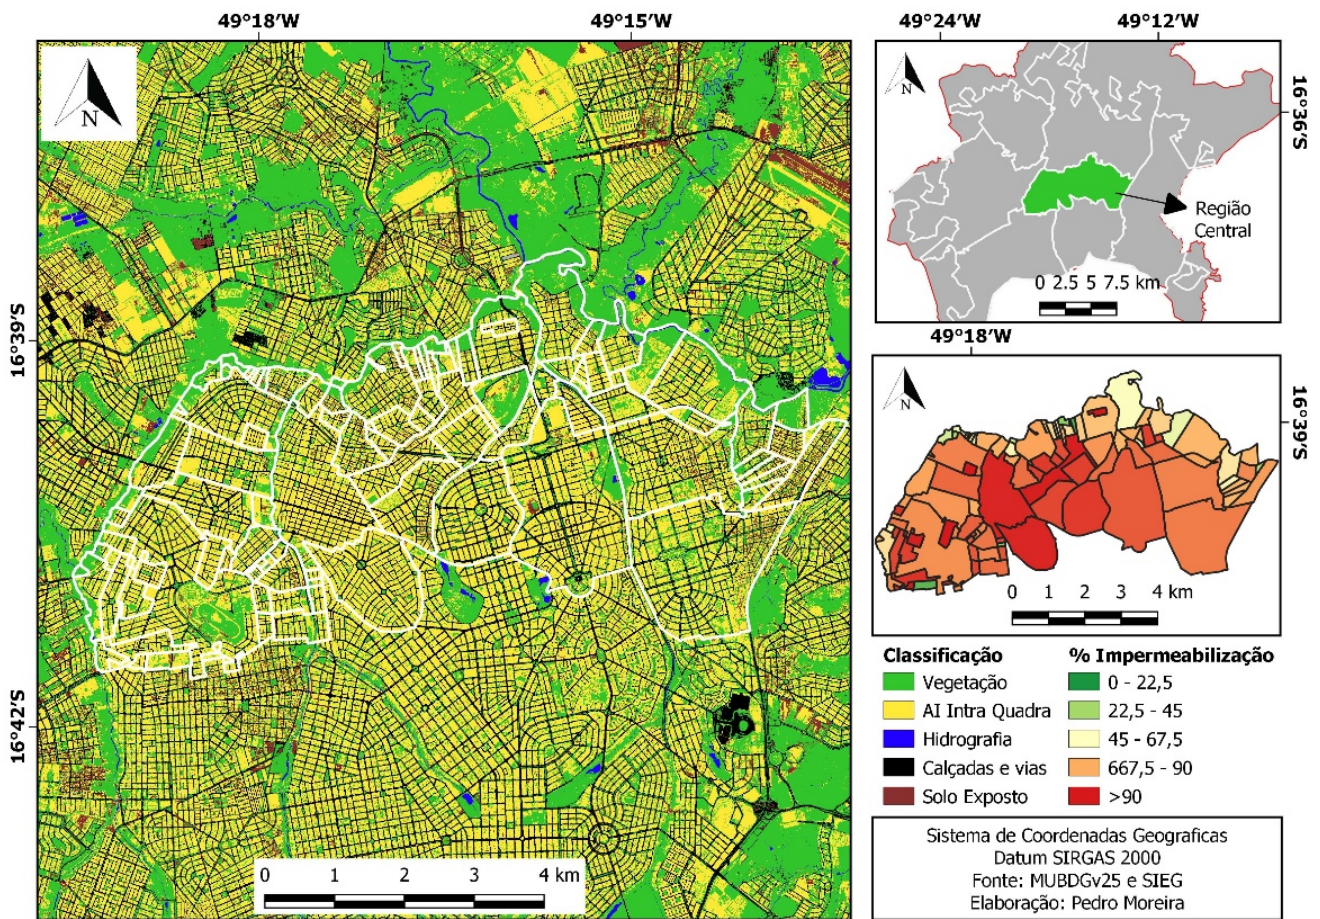 49°18'W
49°15'W
49°24'W
49°12'W
N
N
16°36'S
Região
Central
0 2.5 5 7.5 km
16°39'S
49°18'W
N
16°39'S
0 1 2 3 4 km
16°42'S
Classificação
% Impermeabilização
Vegetação
0 - 22,5
AI Intra Quadra
22,5 - 45
Hidrografia
45 - 67,5
Calçadas e vias
667,5 - 90
Solo Exposto
>90
0 1 2 3 4 km
Sistema de Coordenadas Geograficas
Datum SIRGAS 2000
Fonte: MUBDGv25 e SIEG
Elaboração: Pedro Moreira